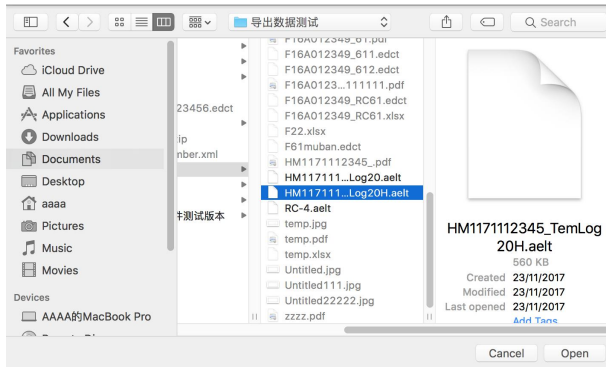 导出数据测试
Search
Favorites
iCloud Drive
All My Files
Applications
Downloads
Documents
Desktop
aaaa
Pictures
Music
Movies
Devices
AAAA的MacBook Pro
23456.edct
ip
nber.xml
件测试版本
F16A012349_61.pdf
F16A012349_611.edct
F16A012349_612.edct
F16A0123...111111.pdf
F16A012349_RC61.edct
F16A012349_RC61.xlsx
F22.xlsx
F61muban.edct
HM1171112345_.pdf
HM117111...Log20.aelt
HM117111...Log20H.aelt
RC-4.aelt
temp.jpg
temp.pdf
temp.xlsx
Untitled.jpg
Untitled111.jpg
Untitled22222.jpg
zzzz.pdf
HM1171112345_TemLog
20H.aelt
560 KB
Created 23/11/2017
Modified 23/11/2017
Last opened 23/11/2017
Add Tags
Cancel
Open